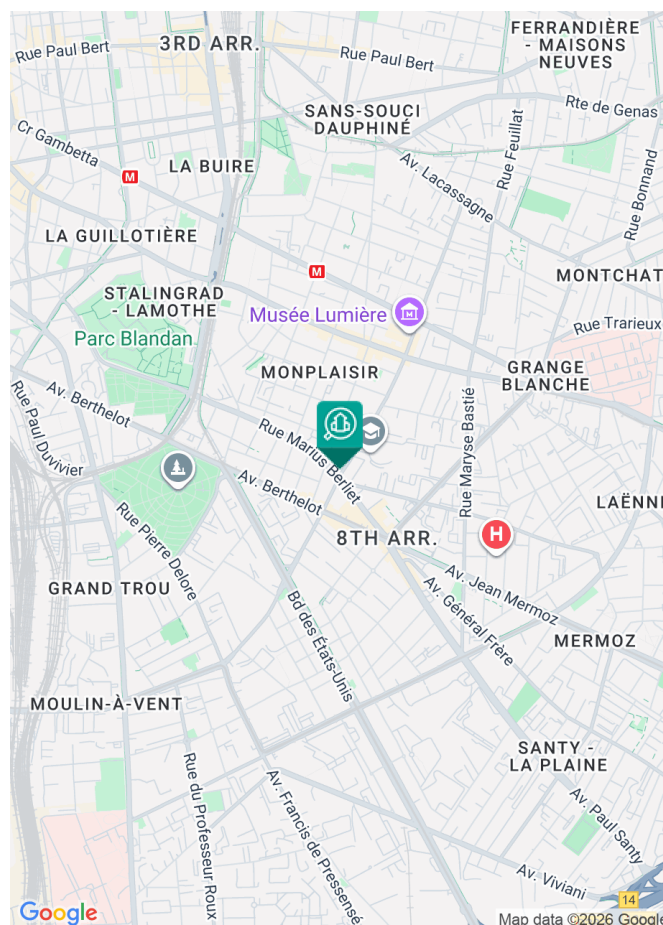 FERRANDIÈRE
- MAISONS
NEUVES
Rue Paul Bert
3RD ARR.
Rue Paul Bert
Rte de Genas
SANS-SOUCI
DAUPHINÉ
Cr Gambetta
Rue Feuillat
Av. Lacassagne
Rue Bonnand
LA BUIRE
M
LA GUILLOTIÈRE
M
MONTCHAT
STALINGRAD
- LAMOTHE
Musée Lumière
M
Rue Trarieux
Parc Blandan
MONPLAISIR
GRANGE
BLANCHE
Av. Berthelot
Rue Paul Duvivier
Rue Marius Berliet
Rue Maryse Bastié
Av. Berthelot
LAËNNE
Rue Pierre Delore
8TH ARR.
H
Av. Jean Mermoz
GRAND TROU
Bd des États-Unis
Av. Général Frère
MERMOZ
MOULIN-À-VENT
SANTY -
LA PLAINE
Rue du Professeur Roux
Av. Francis de Pressensé
Av. Paul Santy
Av. Viviani
14
Google
Map data ©2026 Google